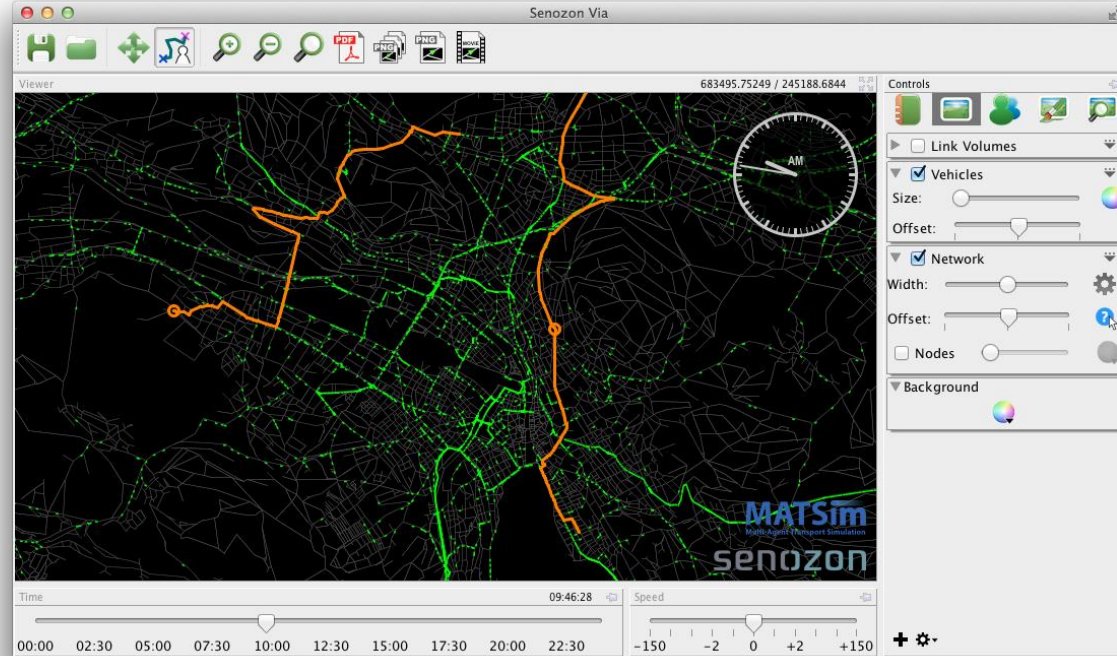 Senozon Via
PDF
PNG
PNG
MOVIE
Viewer
683495.75249 / 245188.6844
Controls
AM
Link Volumes
Vehicles
Size:
Offset:
Network
Width:
Offset:
?
Nodes
Background
MATSim
Multi-Agent Transport Simulation
senozon
Time
09:46:28
Speed
00:00 02:30 05:00 07:30 10:00 12:30 15:00 17:30 20:00 22:30
-150 -2 0 +2 +150